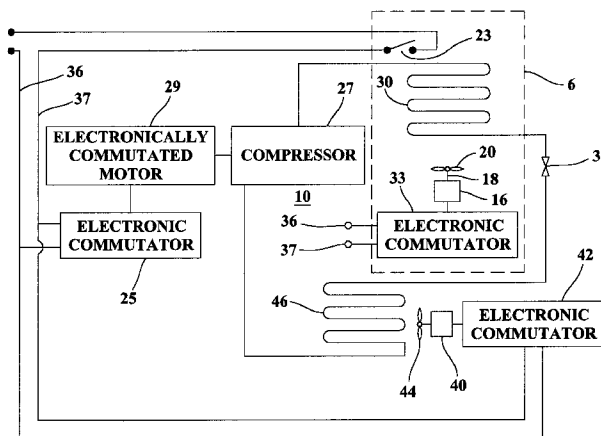 23
36
37
29
27
30
6
ELECTRONICALLY
COMMUTATED
MOTOR
COMPRESSOR
20
18
16
3
10
33
36
37
ELECTRONIC
COMMUTATOR
ELECTRONIC
COMMUTATOR
25
46
42
ELECTRONIC
COMMUTATOR
44
40